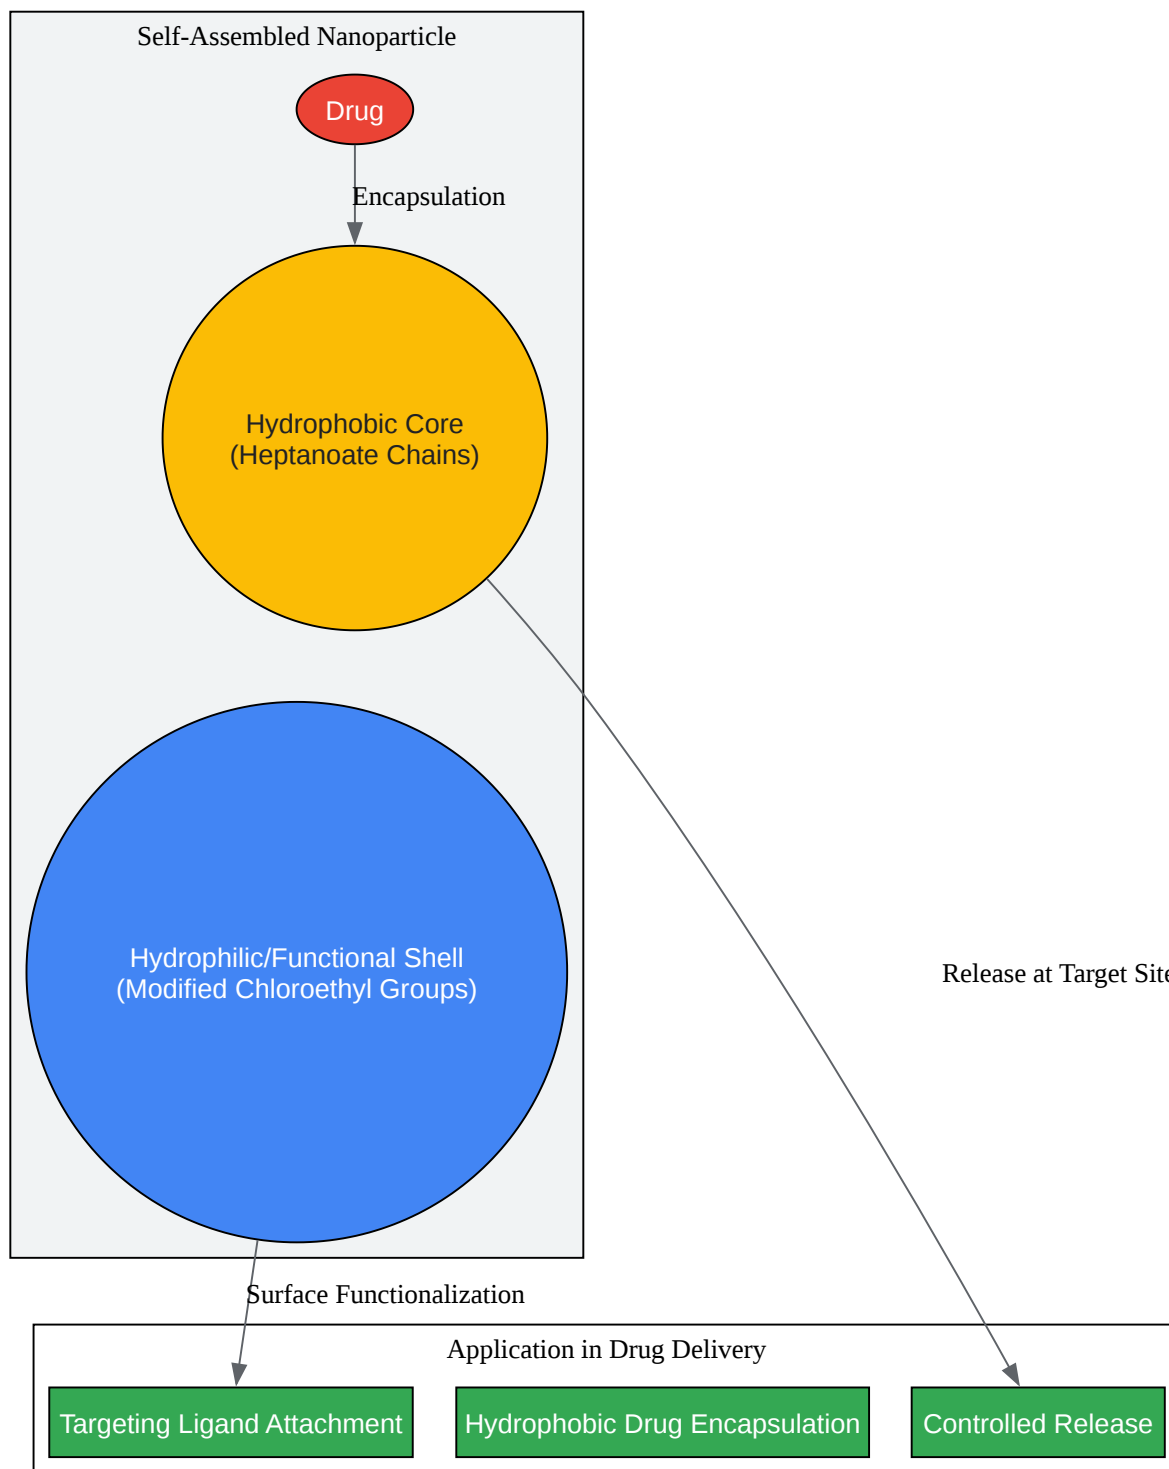 Self-Assembled Nanoparticle
Drug
Encapsulation
Hydrophobic Core
(Heptanoate Chains)
Hydrophilic/Functional Shell
(Modified Chloroethyl Groups)
Release at Target Site
Surface Functionalization
Application in Drug Delivery
Targeting Ligand Attachment
Hydrophobic Drug Encapsulation
Controlled Release